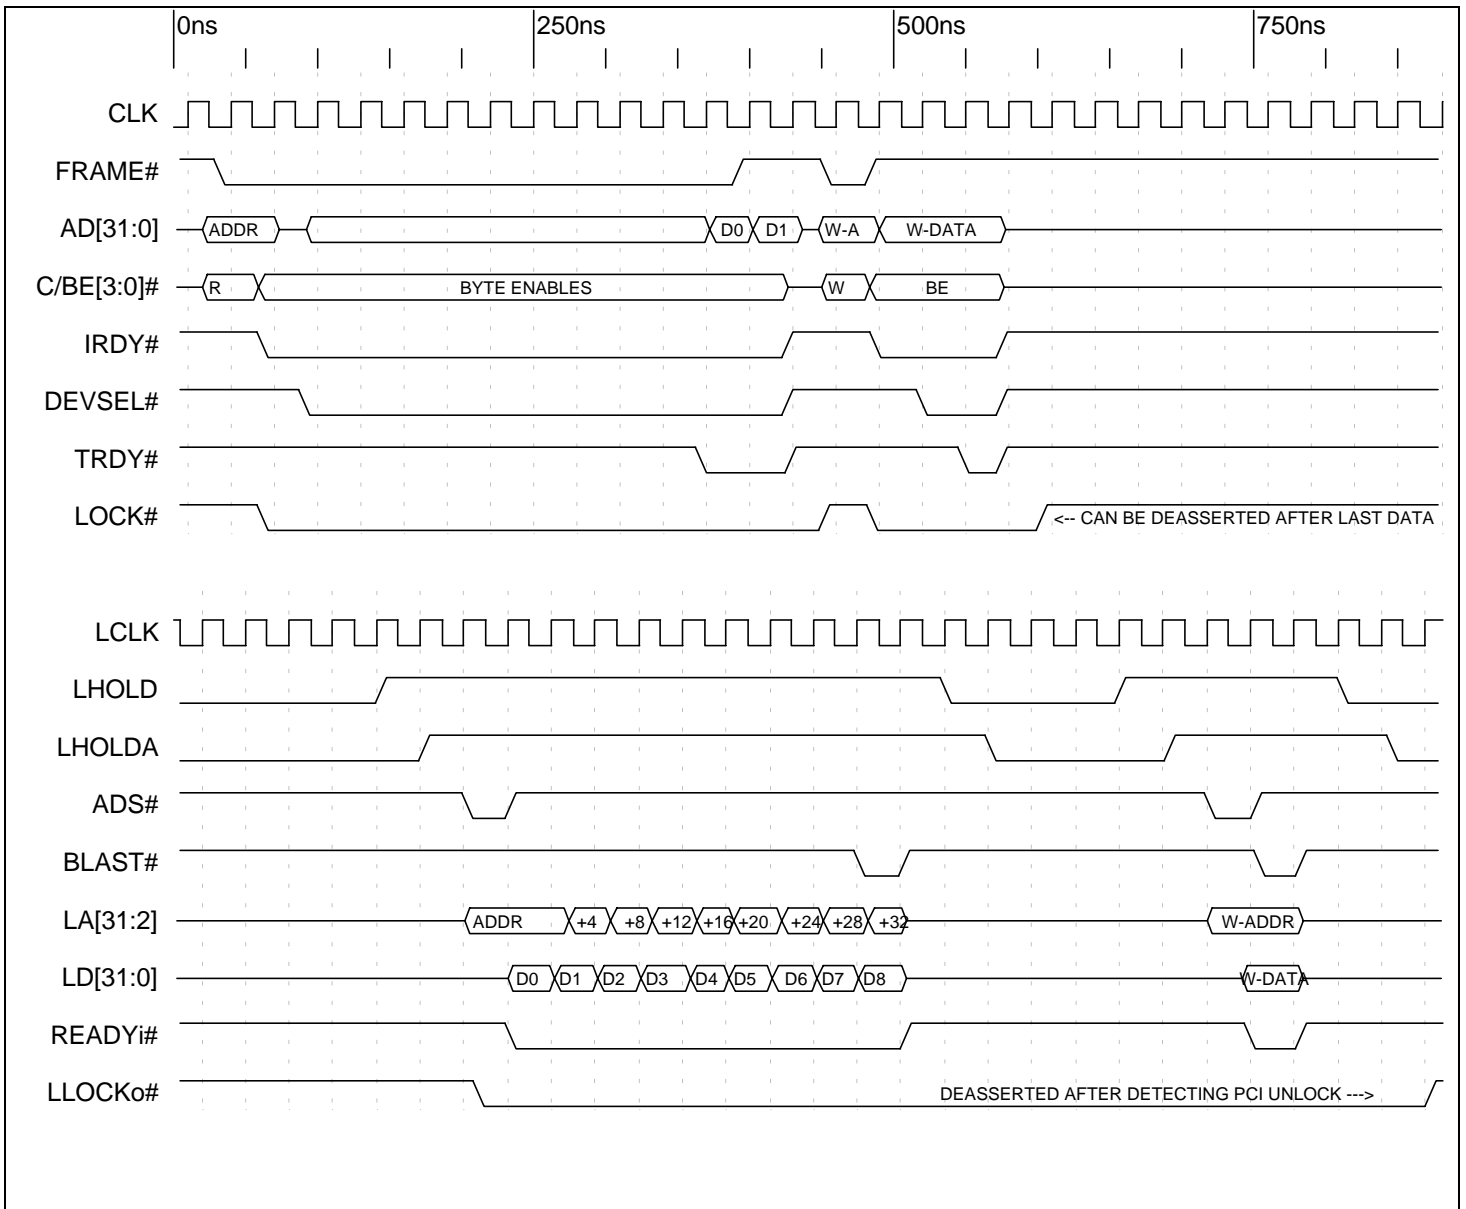 0ns 250ns 500ns 750ns
CLK
FRAME#
AD[31:0] ADDR D0 D1 W-A W-DATA
C/BE[3:0]# R BYTE ENABLES W BE
IRDY#
DEVSEL#
TRDY#
LOCK# <-- CAN BE DEASSERTED AFTER LAST DATA
LCLK
LHOLD
LHOLDA
ADS#
BLAST#
LA[31:2] ADDR +4 +8 +12 +16 +20 +24 +28 +32 W-ADDR
LD[31:0] D0 D1 D2 D3 D4 D5 D6 D7 D8 W-DATA
READYi#
LLOCKo# DEASSERTED AFTER DETECTING PCI UNLOCK --->